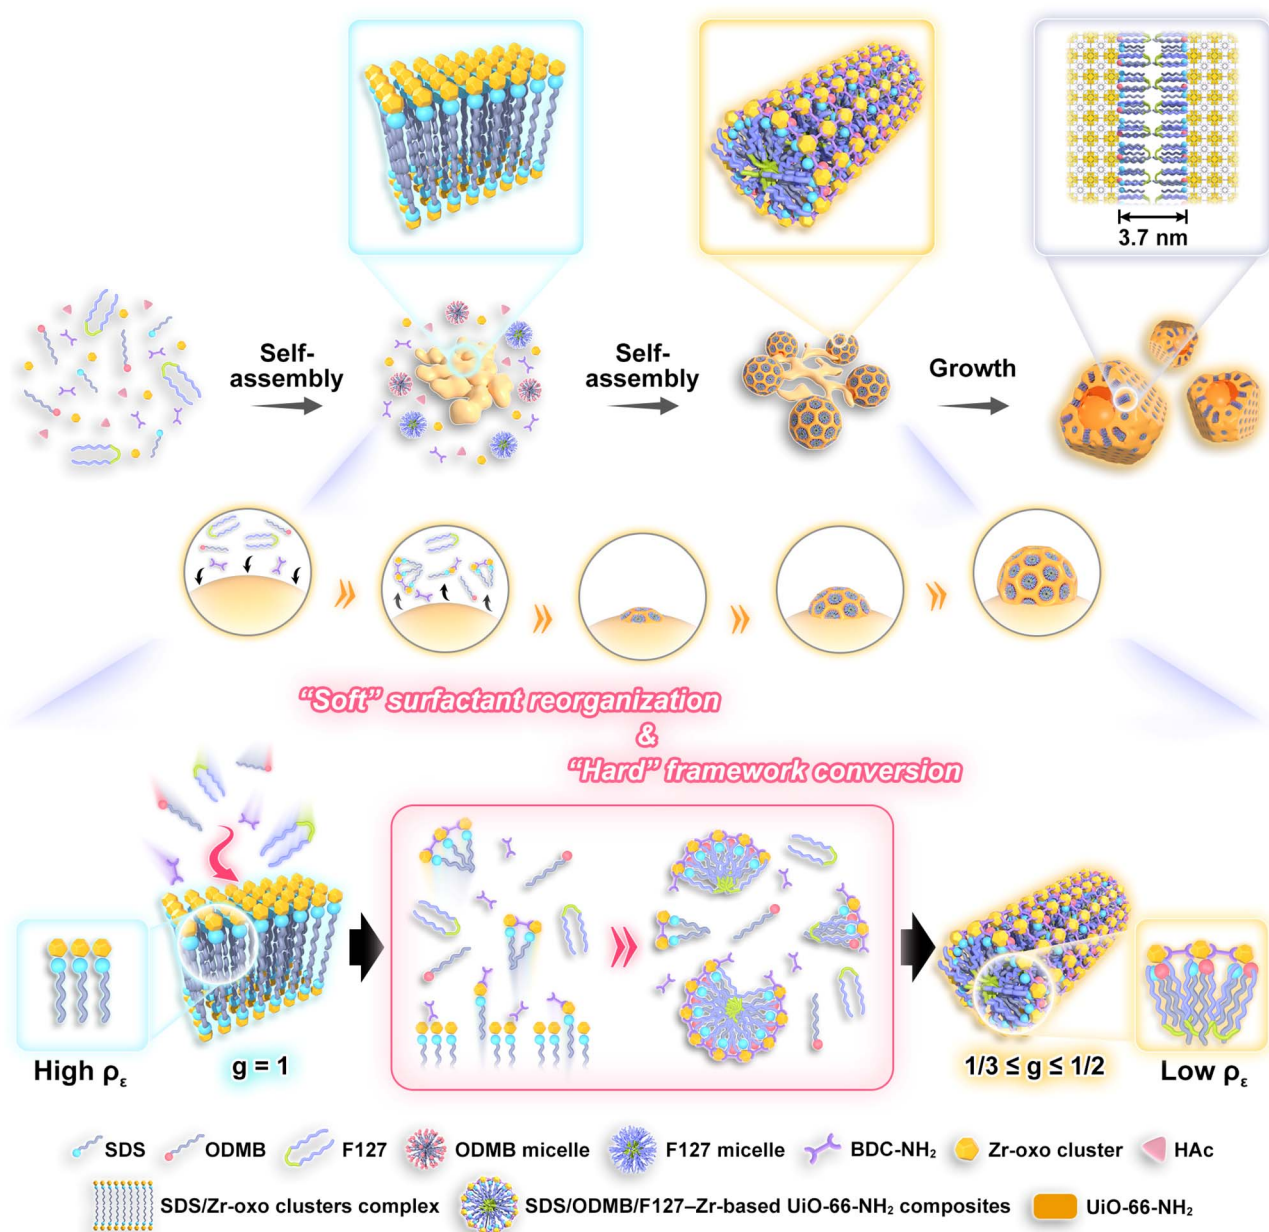 3.7 nm
Self-
assembly
Self-
assembly
Growth
“Soft” surfactant reorganization
&
“Hard” framework conversion
High ρε
g = 1
1/3 ≤ g ≤ 1/2
Low ρε
SDS
ODMB
F127
ODMB micelle
F127 micelle
BDC-NH₂
Zr-oxo cluster
HAc
SDS/Zr-oxo clusters complex
SDS/ODMB/F127–Zr-based UiO-66-NH₂ composites
UiO-66-NH₂